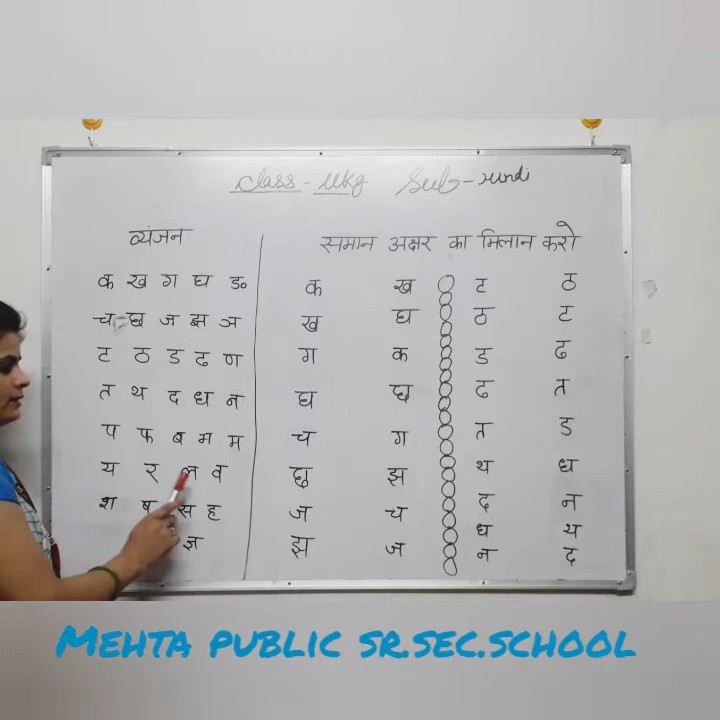 Class - UKg Sub - Hindi
व्यंजन
क ख ग घ ङ
च छ ज झ ञ
ट ठ ड ढ ण
त थ द ध न
प फ ब भ म
य र ल व
श ष स ह
ज्ञ
समान अक्षर का मिलान करो
क ख ट ठ
ख घ ठ ट
ग क ड ढ
घ छ ढ त
च ग त ड
छ झ थ ध
ज च द न
झ ज ध थ
न द
MEHTA PUBLIC SR.SEC.SCHOOL